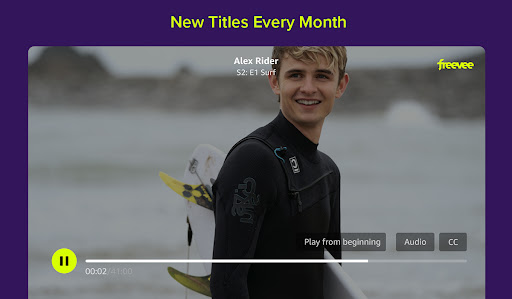 New Titles Every Month
Alex Rider
S2: E1 Surf
freevee
Play from beginning
Audio
CC
00:02/41:00